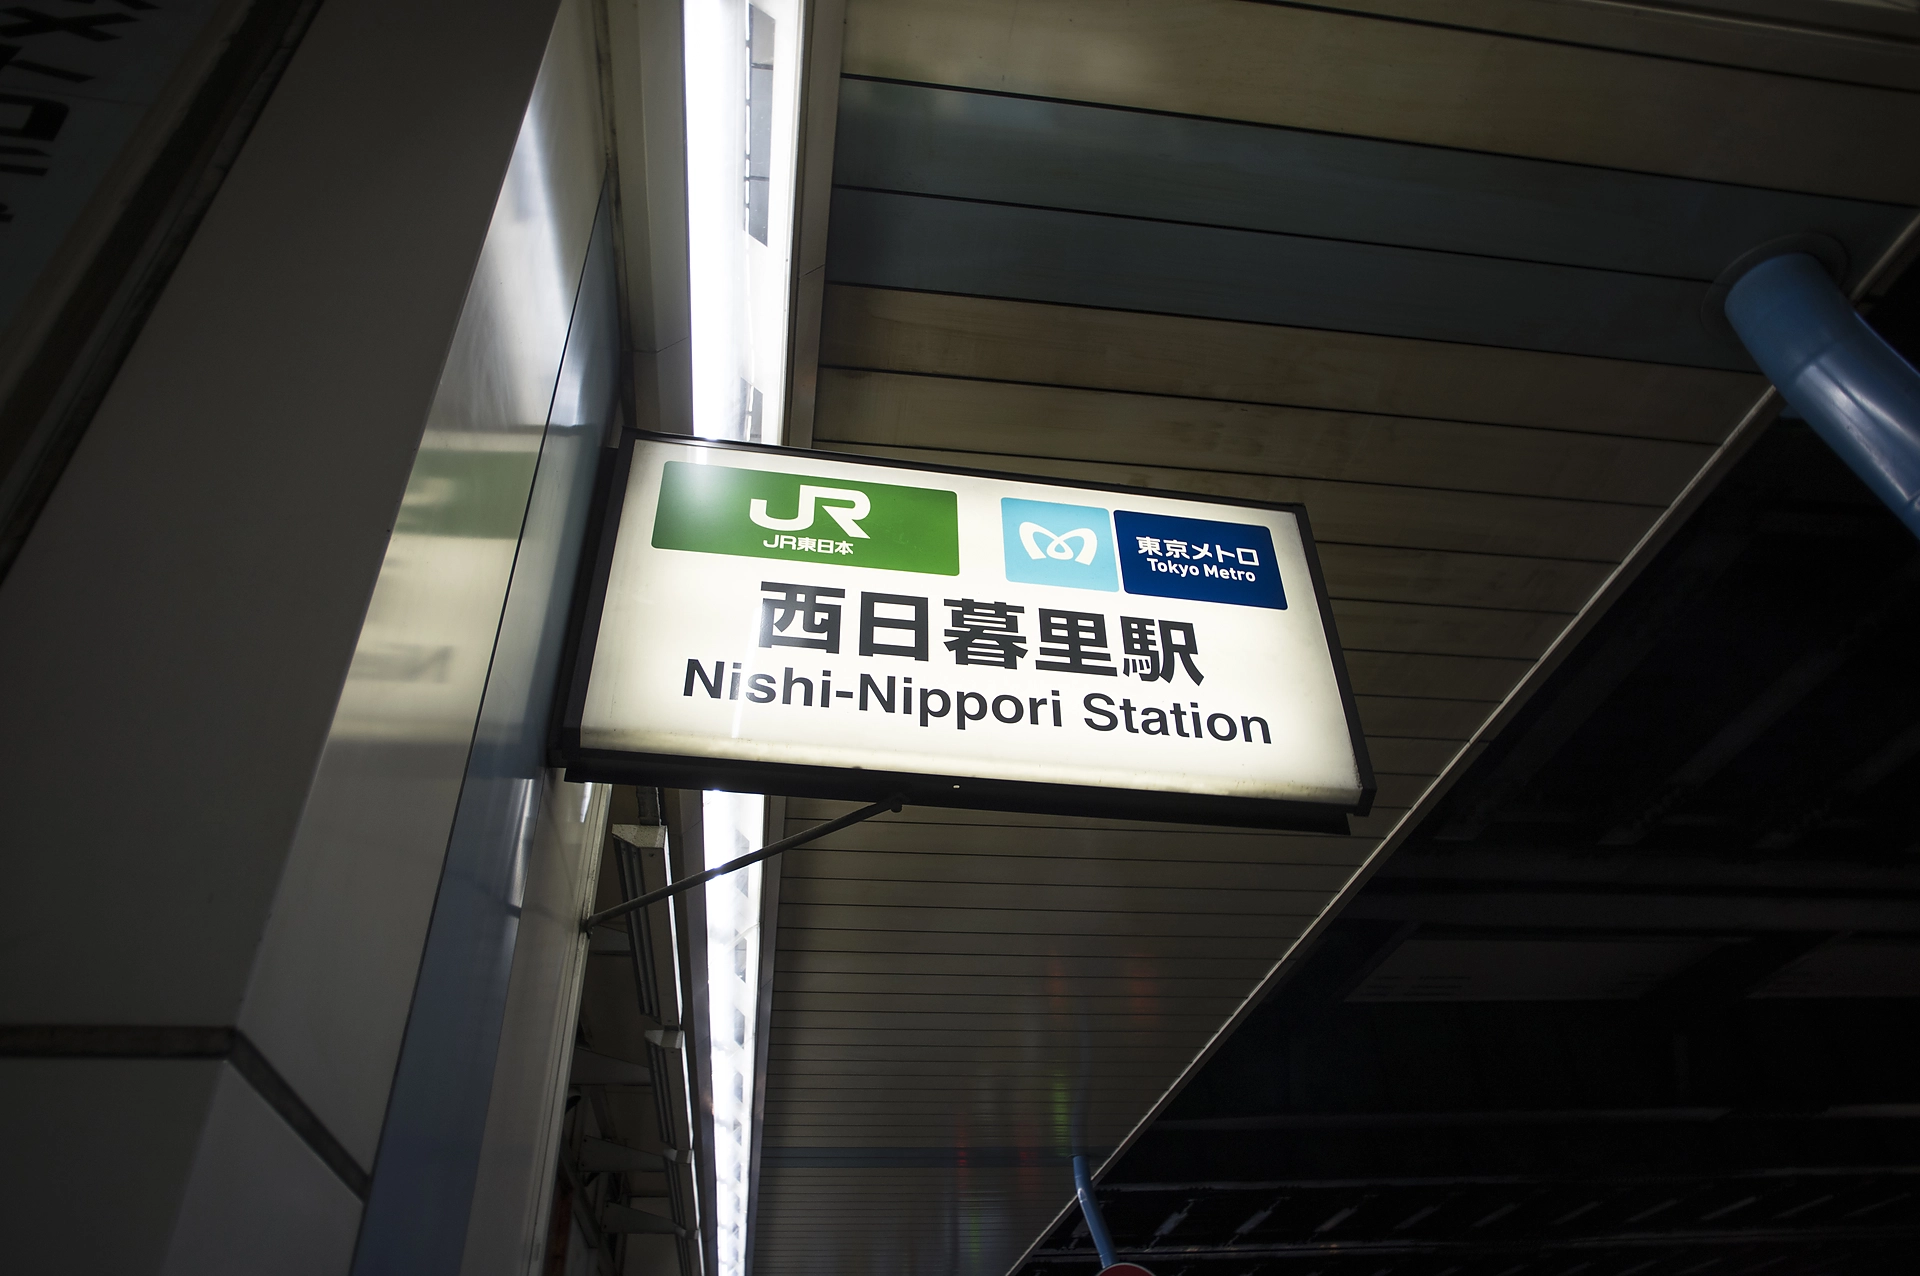 JR
JR東日本
東京メトロ
Tokyo Metro
西日暮里駅
Nishi-Nippori Station